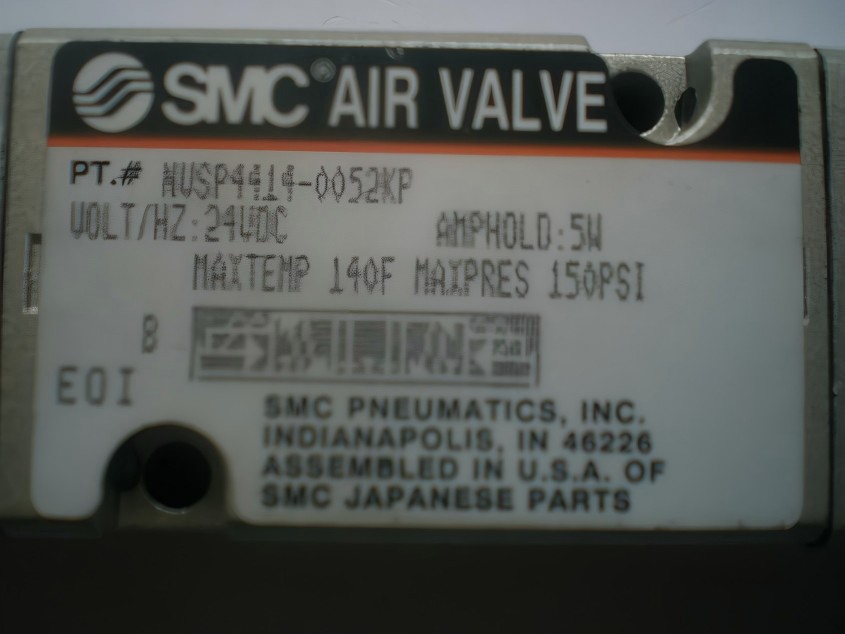 SMC® AIR VALVE
PT.# NVSP4414-0052KP
VOLT/HZ:24VDC AMPHOLD:5W
MAXTEMP 140F MAXPRES 150PSI
B
EOI
SMC PNEUMATICS, INC.
INDIANAPOLIS, IN 46226
ASSEMBLED IN U.S.A. OF
SMC JAPANESE PARTS